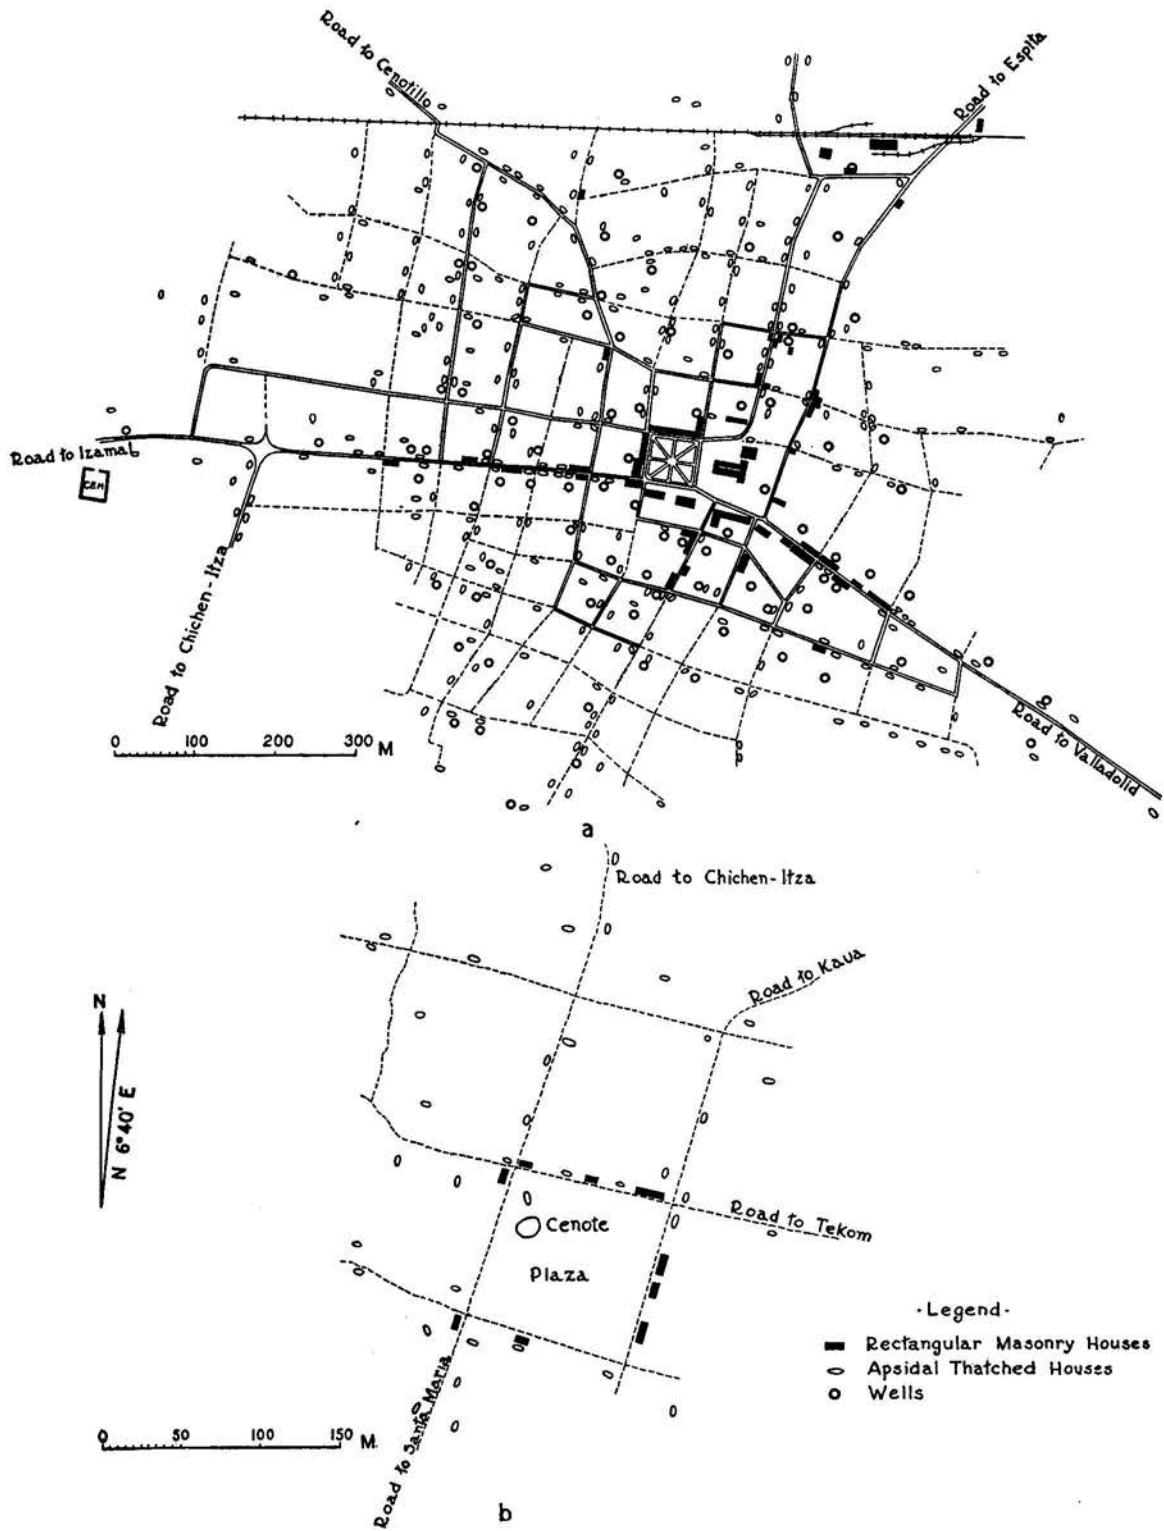 Road to Cenotillo
Road to Espita
Road to Izamal
CEM
Road to Chichen-Itza
0 100 200 300 M
Road to Valladolid
a
Road to Chichen-Itza
Road to Kaua
N
N 6°40' E
Road to Tekom
Cenote
Plaza
-Legend-
Rectangular Masonry Houses
Apsidal Thatched Houses
Wells
Road to Santa Maria
0 50 100 150 M.
b